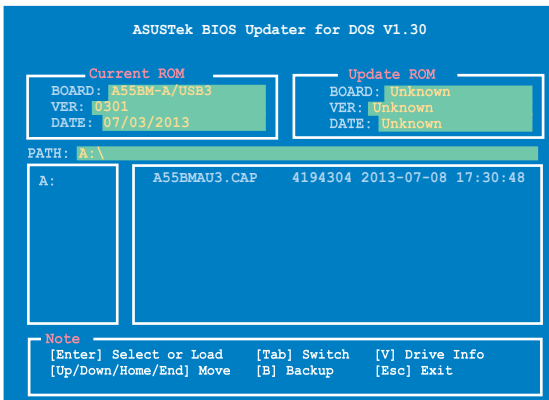 ASUSTek BIOS Updater for DOS V1.30
Current ROM
BOARD: A55BM-A/USB3
VER: 0301
DATE: 07/03/2013
Update ROM
BOARD: Unknown
VER: Unknown
DATE: Unknown
PATH: A:\
A:
A55BMAU3.CAP 4194304 2013-07-08 17:30:48
Note
[Enter] Select or Load [Tab] Switch [V] Drive Info
[Up/Down/Home/End] Move [B] Backup [Esc] Exit